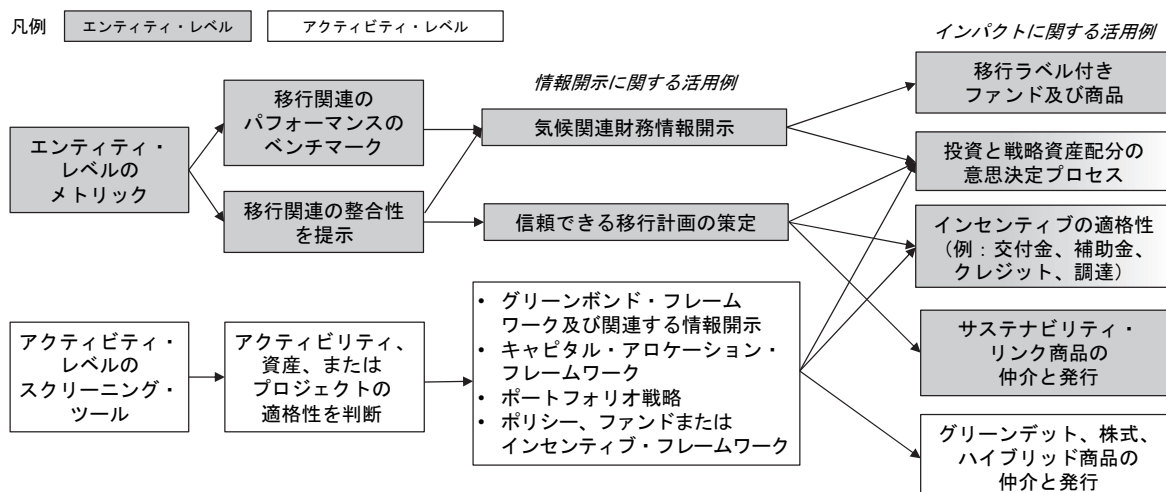 凡例
エンティティ・レベル
アクティビティ・レベル
エンティティ・
レベルの
メトリック
移行関連の
パフォーマンスの
ベンチマーク
移行関連の整合性
を提示
情報開示に関する活用例
気候関連財務情報開示
信頼できる移行計画の策定
インパクトに関する活用例
移行ラベル付き
ファンド及び商品
投資と戦略資産配分の
意思決定プロセス
インセンティブの適格性
(例:交付金、補助金、
クレジット、調達)
サステナビリティ・
リンク商品の
仲介と発行
アクティビティ・
レベルの
スクリーニング・
ツール
アクティビリティ、
資産、または
プロジェクトの
適格性を判断
• グリーンボンド・フレーム
ワーク及び関連する情報開示
• キャピタル・アロケーション・
フレームワーク
• ポートフォリオ戦略
• ポリシー、ファンドまたは
インセンティブ・フレームワーク
グリーンデット、株式、
ハイブリッド商品の
仲介と発行